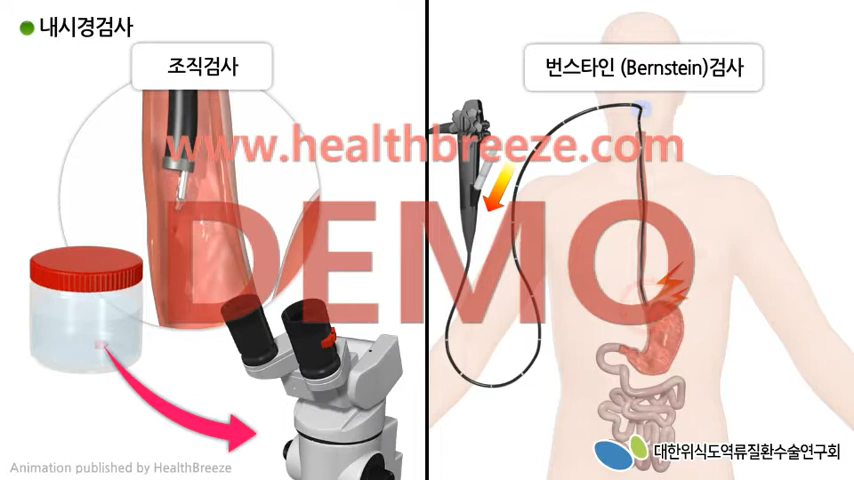 내시경검사
조직검사
번스타인 (Bernstein)검사
www.healthbreeze.com
DEMO
대한위식도역류질환수술연구회
Animation published by HealthBreeze